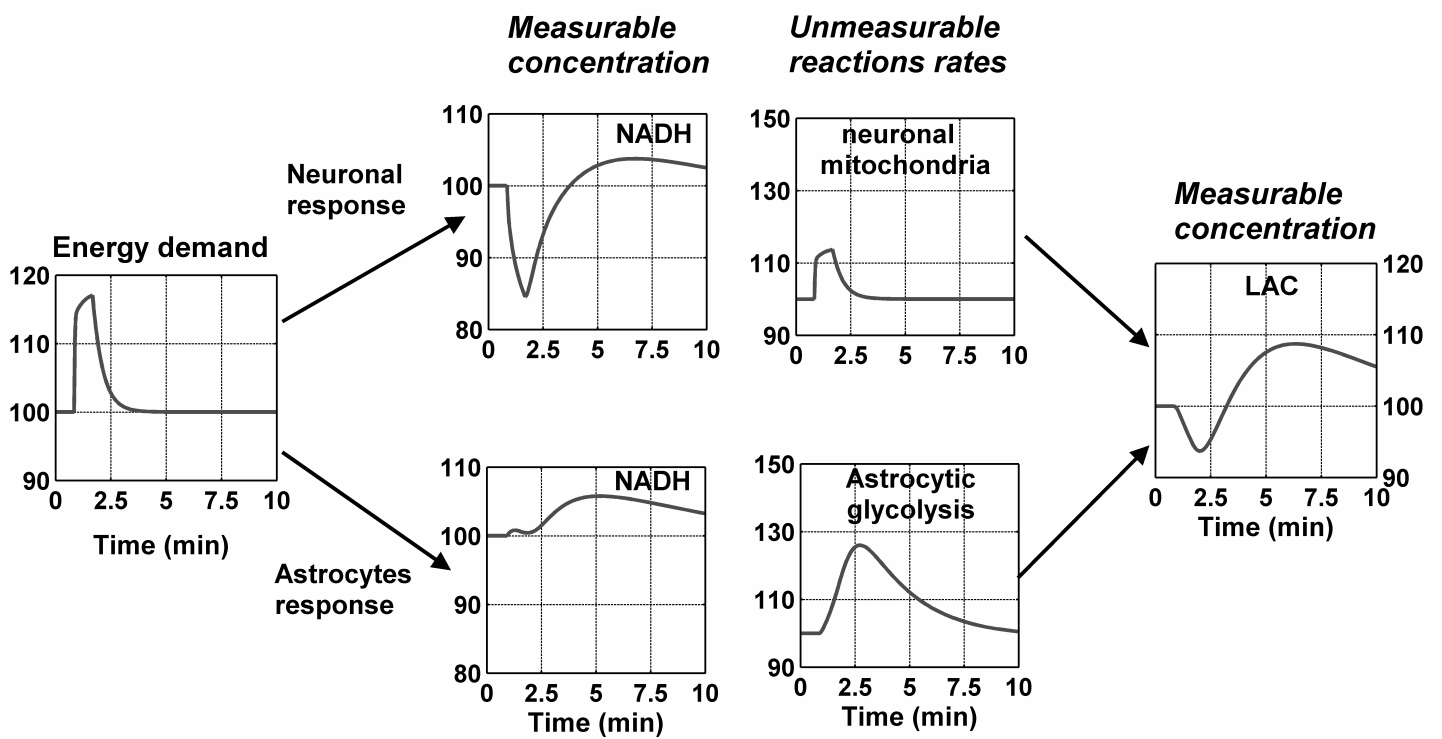 Measurable
concentration
Unmeasurable
reactions rates
Energy demand
120
110
100
90
0 2.5 5 7.5 10
Time (min)
Neuronal
response
Astrocytes
response
NADH
110
100
90
80
0 2.5 5 7.5 10
NADH
110
100
90
80
0 2.5 5 7.5 10
Time (min)
neuronal
mitochondria
150
130
110
90
0 2.5 5 7.5 10
Astrocytic
glycolysis
150
130
110
90
0 2.5 5 7.5 10
Time (min)
Measurable
concentration
LAC
120
110
100
90
0 2.5 5 7.5 10
Time (min)